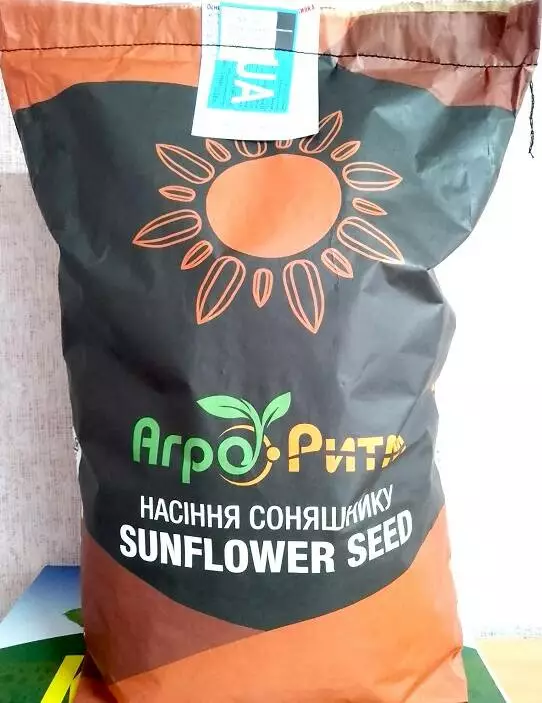 UA
Агро Ритм
НАСІННЯ СОНЯШНИКУ
SUNFLOWER SEED